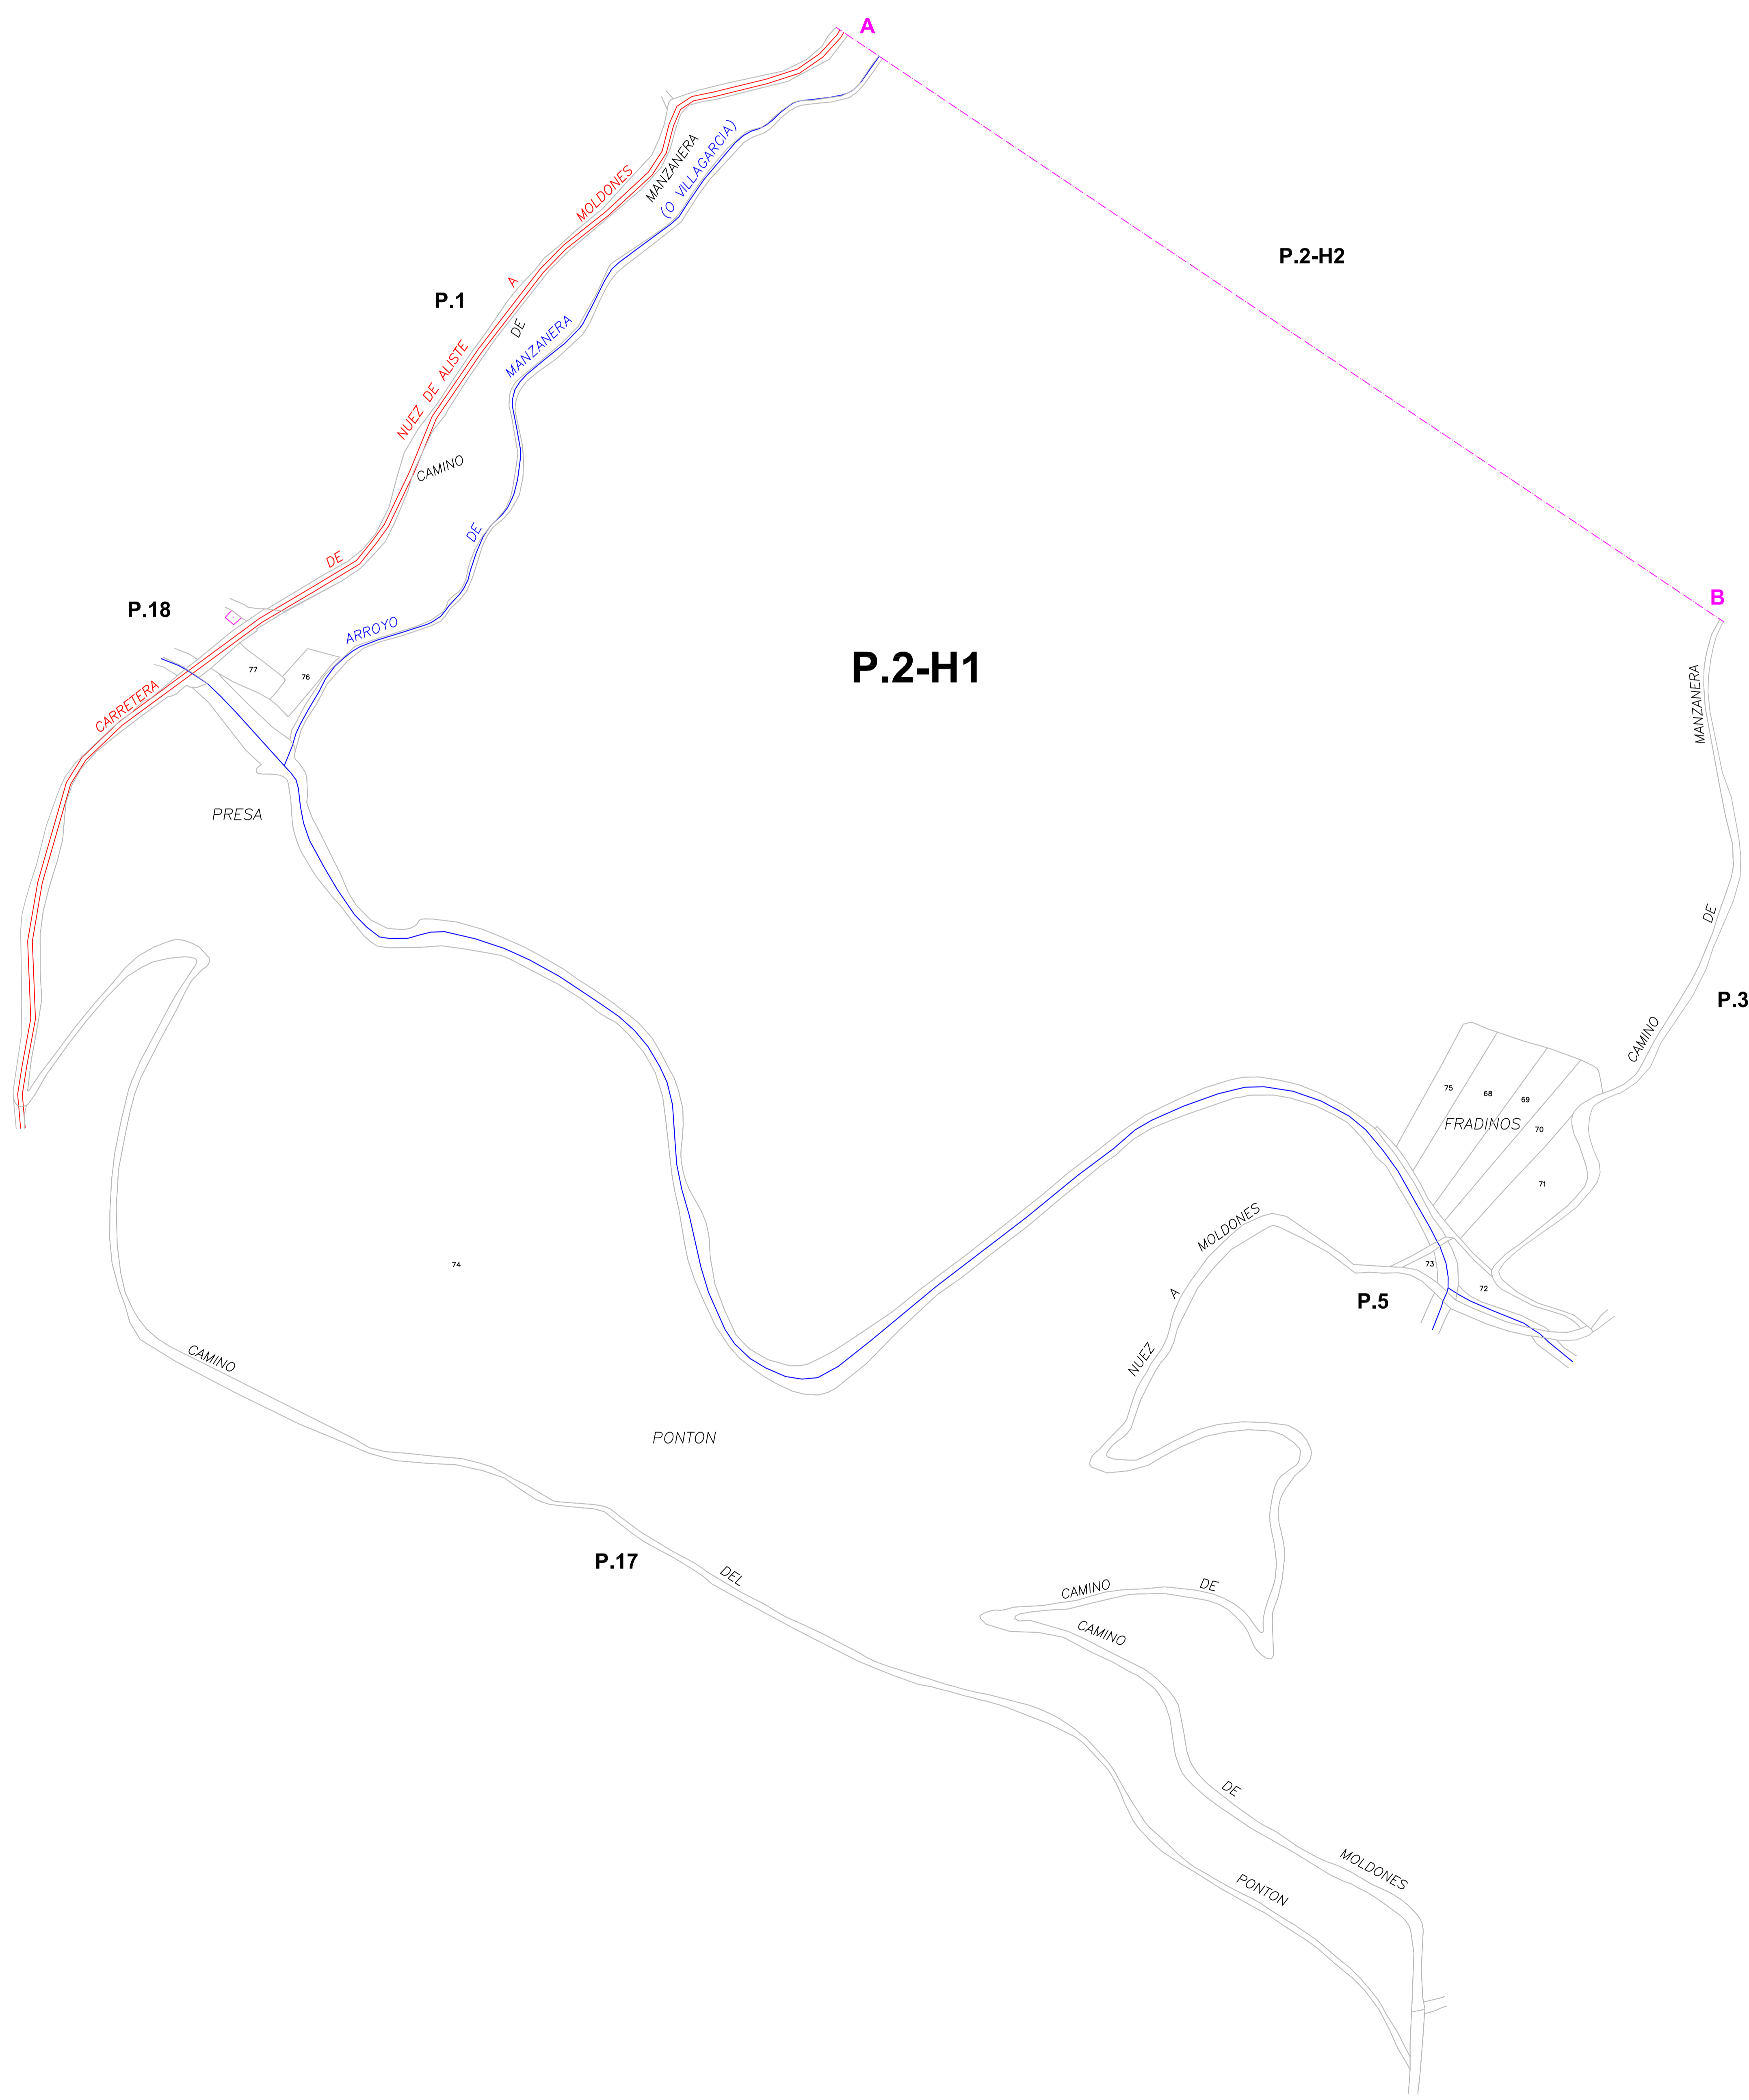 A
CARRETERA DE NUEZ DE ALISTE A MOLDONES
CAMINO DE MANZANERA
ARROYO DE MANZANERA (O VILLAGARCIA)
P.2-H2
P.1
B
P.18
77
76
P.2-H1
PRESA
CAMINO DE MANZANERA
P.3
75
68
69
70
FRADINOS
71
73
72
P.5
74
CAMINO DE NUEZ A MOLDONES
PONTON
P.17
CAMINO DEL PONTON
CAMINO DE MOLDONES